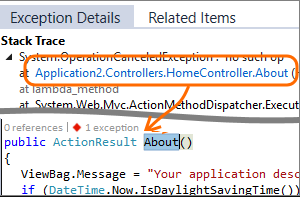 Exception Details Related Items
Stack Trace
System.OperationCanceledException : no such op
at Application2.Controllers.HomeController.About (
at lambda_method
at System.Web.Mvc.ActionMethodDispatcher.Execut
0 references | 1 exception
public ActionResult About()
{
ViewBag.Message = "Your application desc
if (DateTime.Now.IsDaylightSavingTime())